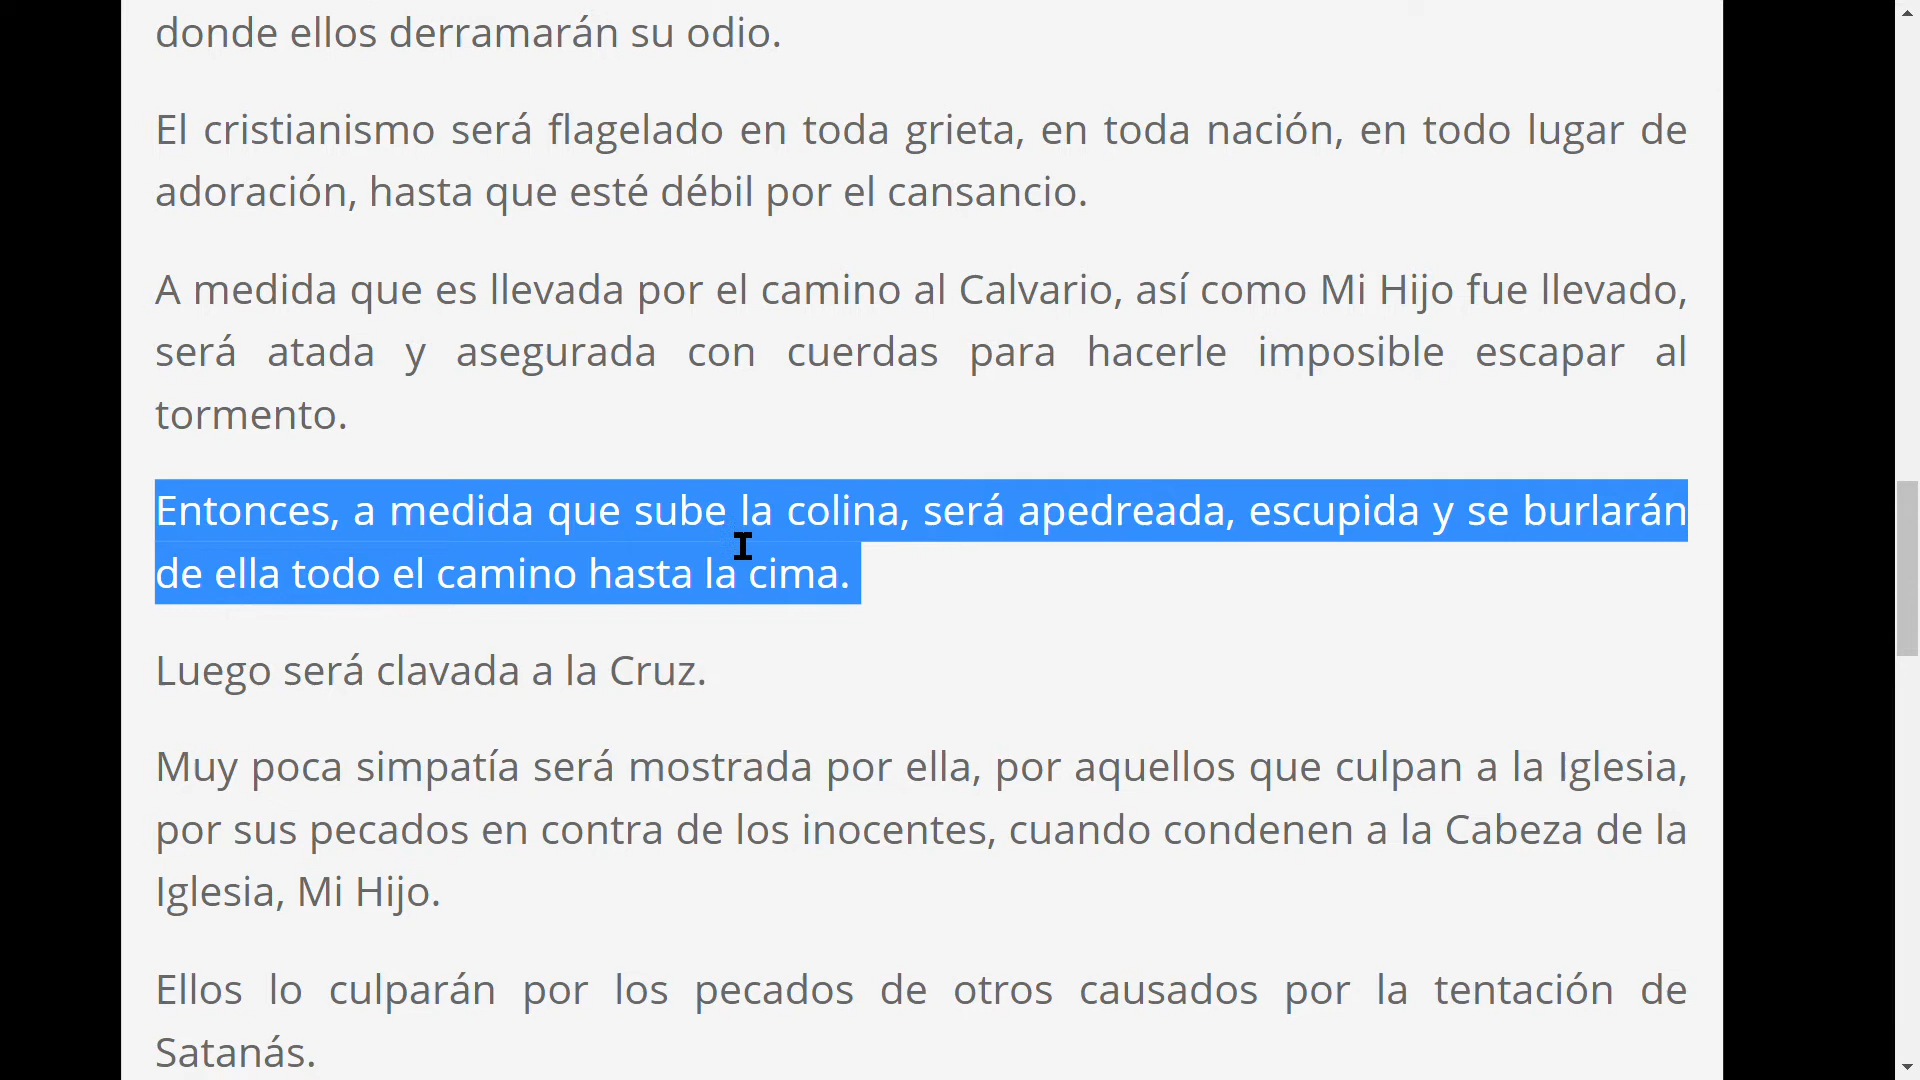 donde ellos derramarán su odio.
El cristianismo será flagelado en toda grieta, en toda nación, en todo lugar de
adoración, hasta que esté débil por el cansancio.
A medida que es llevada por el camino al Calvario, así como Mi Hijo fue llevado,
será atada y asegurada con cuerdas para hacerle imposible escapar al
tormento.
Entonces, a medida que sube la colina, será apedreada, escupida y se burlarán
de ella todo el camino hasta la cima.
Luego será clavada a la Cruz.
Muy poca simpatía será mostrada por ella, por aquellos que culpan a la Iglesia,
por sus pecados en contra de los inocentes, cuando condenen a la Cabeza de la
Iglesia, Mi Hijo.
Ellos lo culparán por los pecados de otros causados por la tentación de
Satanás.